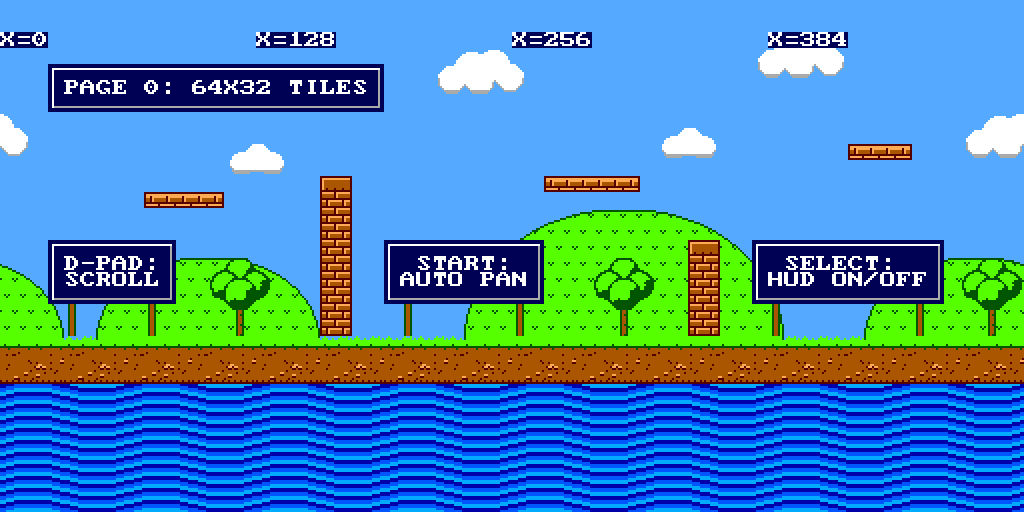 X=0 X=128 X=256 X=384
PAGE 0: 64X32 TILES
D-PAD:
SCROLL
START:
AUTO PAN
SELECT:
HUD ON/OFF